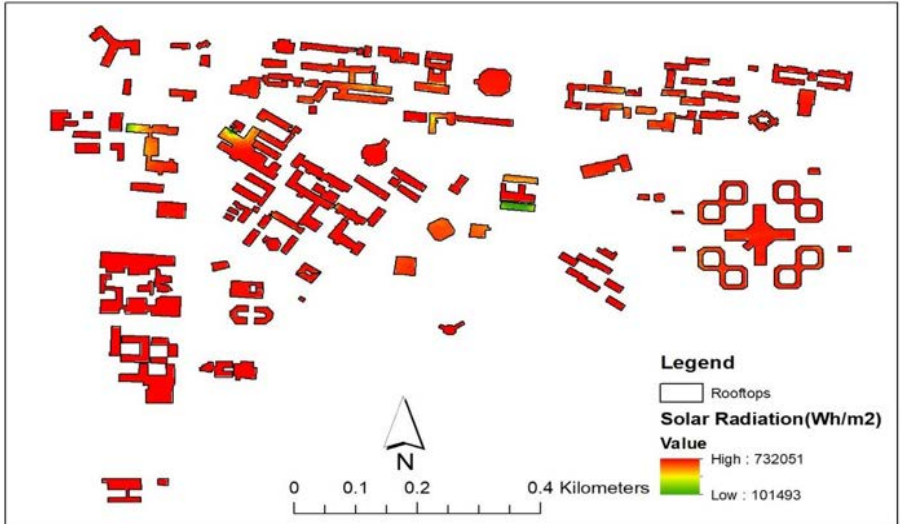 Legend
Rooftops
Solar Radiation(Wh/m2)
Value
High : 732051
Low : 101493
N
0 0.1 0.2 0.4 Kilometers